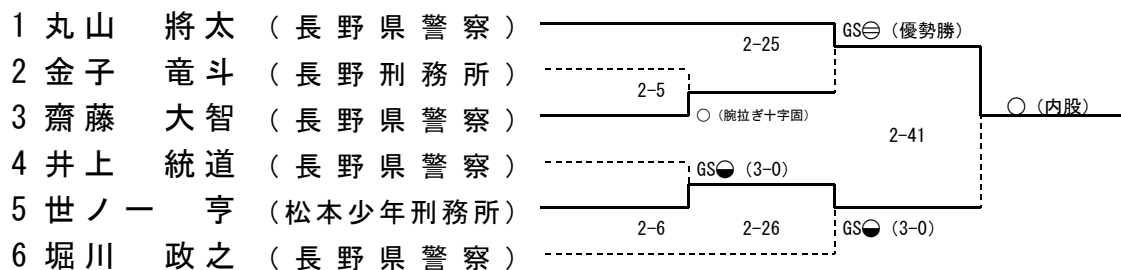 1 丸山 將太 (長野県警察)
GS㊀ (優勢勝)
2-25
2 金子 竜斗 (長野刑務所)
2-5
3 齋藤 大智 (長野県警察)
○ (腕拉ぎ十字固)
○ (内股)
2-41
4 井上 統道 (長野県警察)
GS (3-0)
5 世ノ一 亨 (松本少年刑務所)
2-6
2-26
GS (3-0)
6 堀川 政之 (長野県警察)